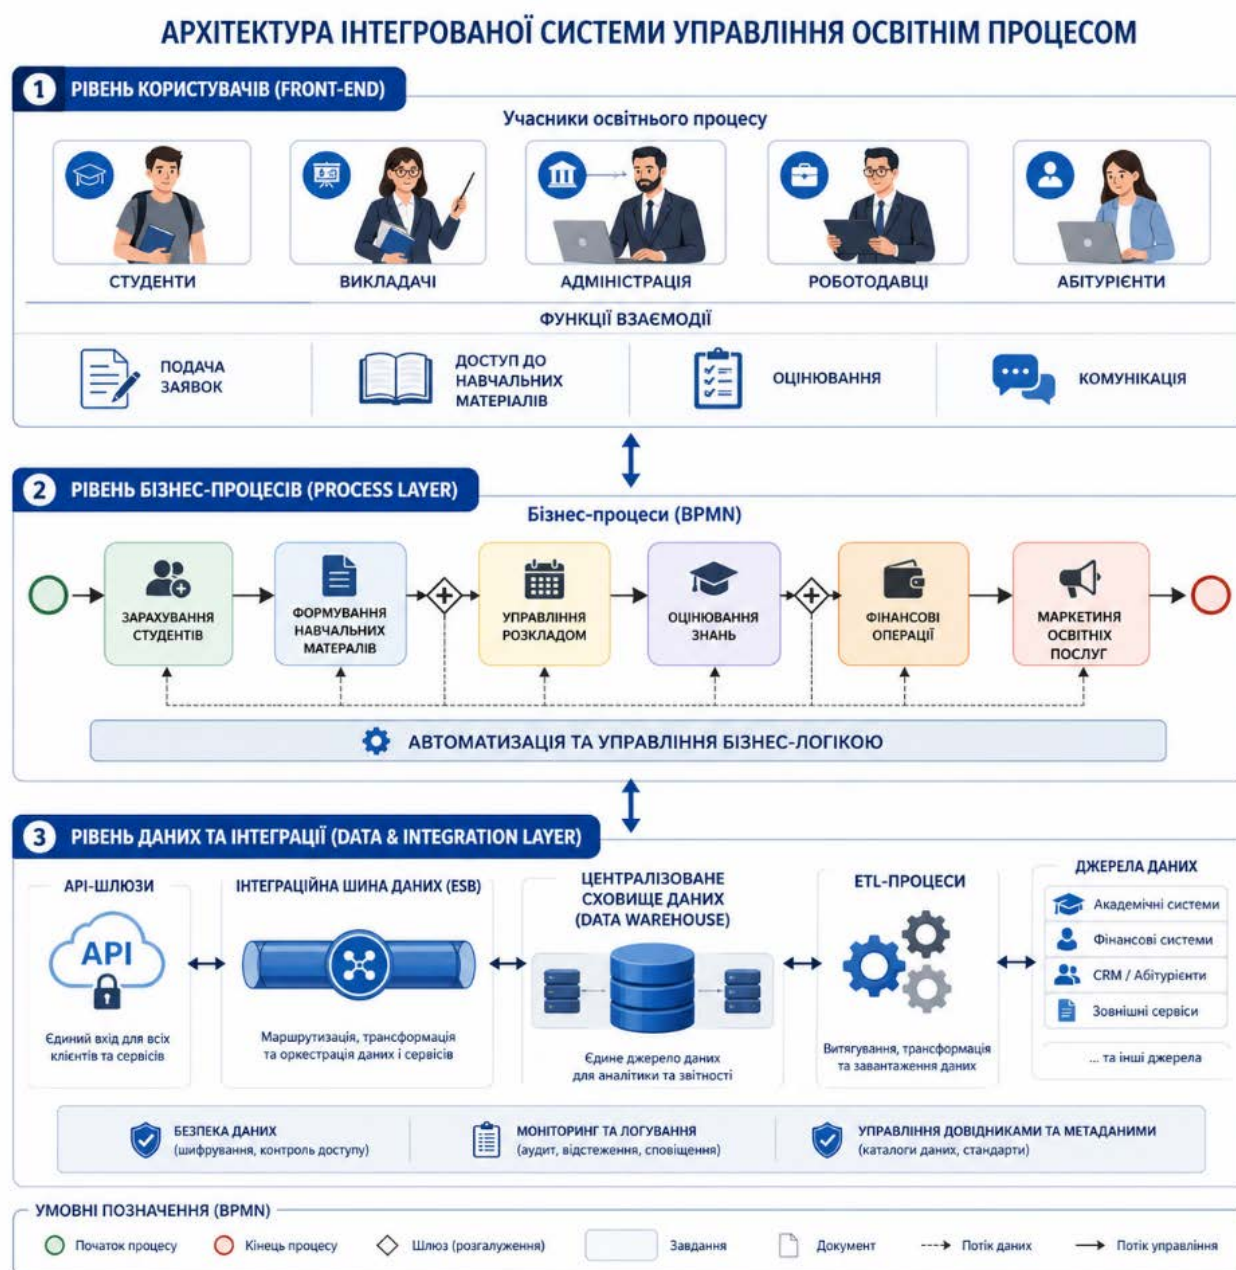 АРХІТЕКТУРА ІНТЕГРОВАНОЇ СИСТЕМИ УПРАВЛІННЯ ОСВІТНІМ ПРОЦЕСОМ
1 РІВЕНЬ КОРИСТУВАЧІВ (FRONT-END)
Учасники освітнього процесу
СТУДЕНТИ
ВИКЛАДАЧІ
АДМІНІСТРАЦІЯ
РОБОТОДАВЦІ
АБІТУРІЄНТИ
ФУНКЦІЇ ВЗАЄМОДІЇ
ПОДАЧА
ЗАЯВОК
ДОСТУП ДО
НАВЧАЛЬНИХ
МАТЕРІАЛІВ
ОЦІНЮВАННЯ
КОМУНІКАЦІЯ
2 РІВЕНЬ БІЗНЕС-ПРОЦЕСІВ (PROCESS LAYER)
Бізнес-процеси (BPMN)
ЗАРАХУВАННЯ
СТУДЕНТІВ
ФОРМУВАННЯ
НАВЧАЛЬНИХ
МАТЕРАЛІВ
УПРАВЛІННЯ
РОЗКЛАДОМ
ОЦІНЮВАННЯ
ЗНАНЬ
ФІНАНСОВІ
ОПЕРАЦІЇ
МАРКЕТИНЯ
ОСВІТНІХ
ПОСЛУГ
АВТОМАТИЗАЦІЯ ТА УПРАВЛІННЯ БІЗНЕС-ЛОГІКОЮ
3 РІВЕНЬ ДАНИХ ТА ІНТЕГРАЦІЇ (DATA & INTEGRATION LAYER)
АРІ-ШЛЮЗИ
API
Єдиний вхід для всіх
клієнтів та сервісів
ІНТЕГРАЦІЙНА ШИНА ДАНИХ (ESB)
Маршрутизація, трансформація
та оркестрація даних і сервісів
ЦЕНТРАЛІЗОВАНЕ
СХОВИЩЕ ДАНИХ
(DATA WAREHOUSE)
Єдине джерело даних
для аналітики та звітності
ETL-ПРОЦЕСИ
Витягування, трансформація
та завантаження даних
ДЖЕРЕЛА ДАНИХ
Академічні системи
Фінансові системи
CRM / Абітурієнти
Зовнішні сервіси
... та інші джерела
БЕЗПЕКА ДАНИХ
(шифрування, контроль доступу)
МОНІТОРИНГ ТА ЛОГУВАННЯ
(аудит, відстеження, сповіщення)
УПРАВЛІННЯ ДОВІДНИКАМИ ТА МЕТАДАНИМИ
(каталоги даних, стандарти)
УМОВНІ ПОЗНАЧЕННЯ (BPMN)
Початок процесу
Кінець процесу
Шлюз (розгалуження)
Завдання
Документ
Потік даних
Потік управління